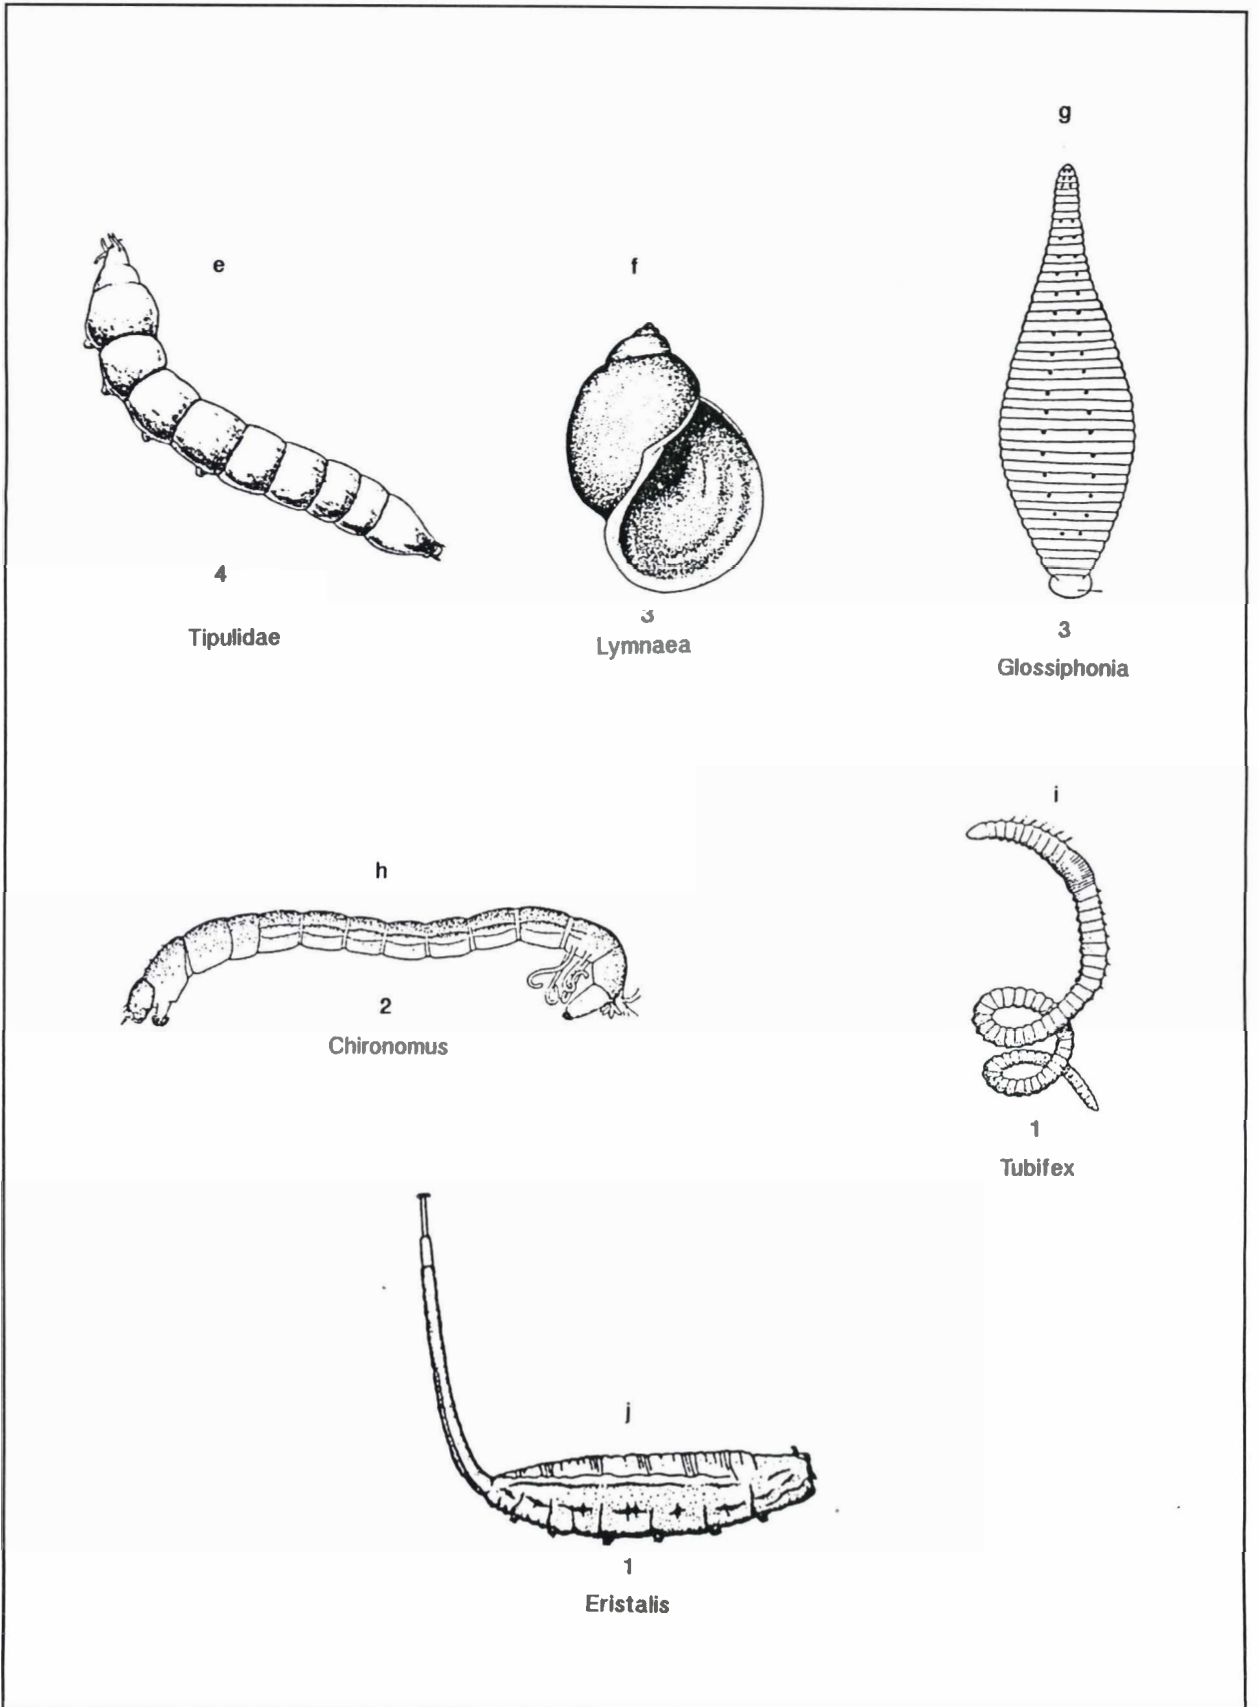 g
e
f
4
Tipulidae
3
Lymnaea
3
Glossiphonia
i
h
2
Chironomus
1
Tubifex
j
1
Eristalis